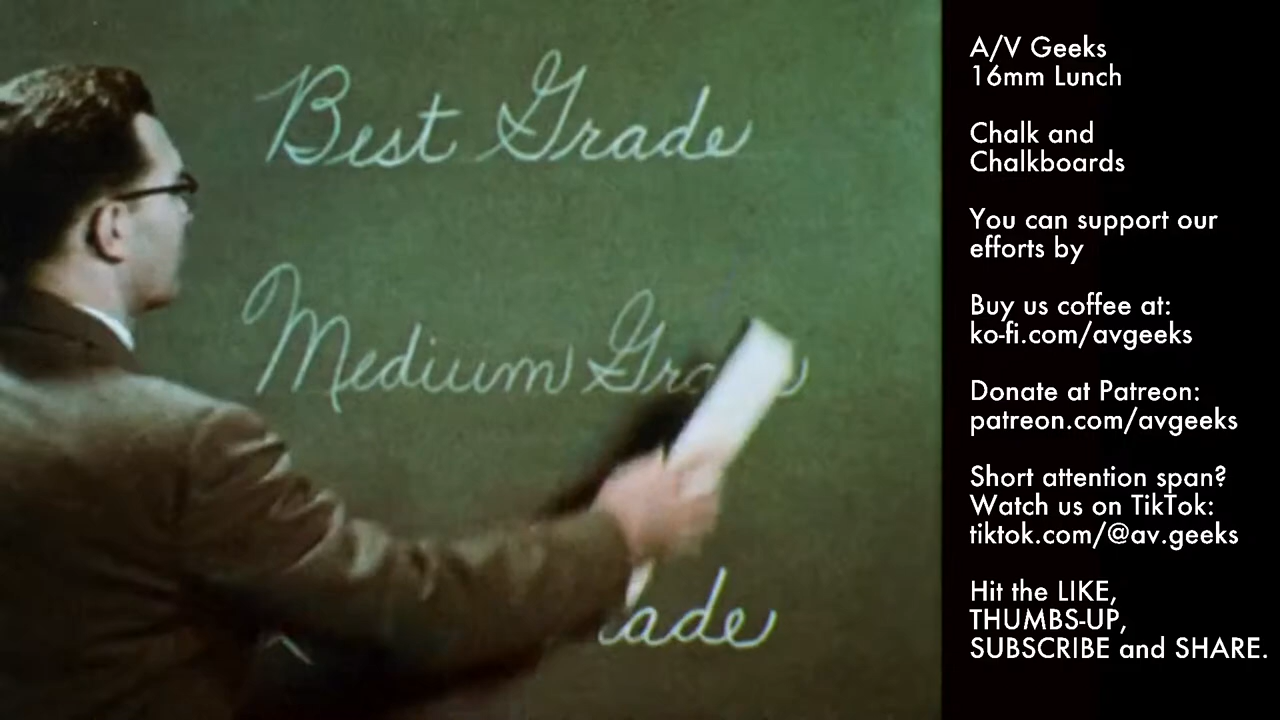 Best Grade
Medium Gra
ade
A/V Geeks
16mm Lunch
Chalk and
Chalkboards
You can support our
efforts by
Buy us coffee at:
ko-fi.com/avgeeks
Donate at Patreon:
patreon.com/avgeeks
Short attention span?
Watch us on TikTok:
tiktok.com/@av.geeks
Hit the LIKE,
THUMBS-UP,
SUBSCRIBE and SHARE.